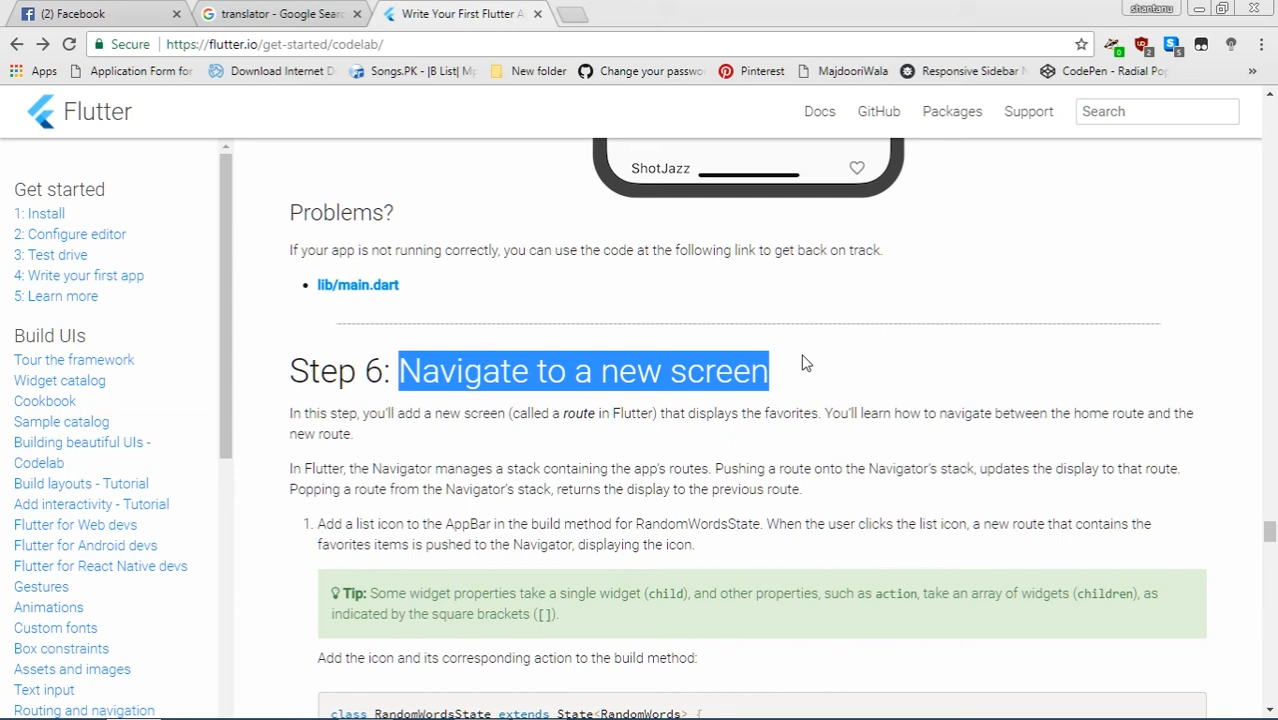 (2) Facebook
translator - Google Searc
Write Your First Flutter A
shantanu
Secure https://flutter.io/get-started/codelab/
0
2
5
Apps
Application Form for
Download Internet D
Songs.PK - |B List| M
New folder
Change your passwo
Pinterest
MajdooriWala
Responsive Sidebar N
CodePen - Radial Pop
»
Flutter
Docs
GitHub
Packages
Support
Search
Get started
1: Install
2: Configure editor
3: Test drive
4: Write your first app
5: Learn more
Build UIs
Tour the framework
Widget catalog
Cookbook
Sample catalog
Building beautiful UIs -
Codelab
Build layouts - Tutorial
Add interactivity - Tutorial
Flutter for Web devs
Flutter for Android devs
Flutter for React Native devs
Gestures
Animations
Custom fonts
Box constraints
Assets and images
Text input
Routing and navigation
ShotJazz
Problems?
If your app is not running correctly, you can use the code at the following link to get back on track.
• lib/main.dart
Step 6: Navigate to a new screen
In this step, you'll add a new screen (called a route in Flutter) that displays the favorites. You'll learn how to navigate between the home route and the
new route.
In Flutter, the Navigator manages a stack containing the app's routes. Pushing a route onto the Navigator's stack, updates the display to that route.
Popping a route from the Navigator's stack, returns the display to the previous route.
1. Add a list icon to the AppBar in the build method for RandomWordsState. When the user clicks the list icon, a new route that contains the
favorites items is pushed to the Navigator, displaying the icon.
Tip: Some widget properties take a single widget (child), and other properties, such as action, take an array of widgets (children), as
indicated by the square brackets ([]).
Add the icon and its corresponding action to the build method:
class RandomWordsState extends State<RandomWords> {